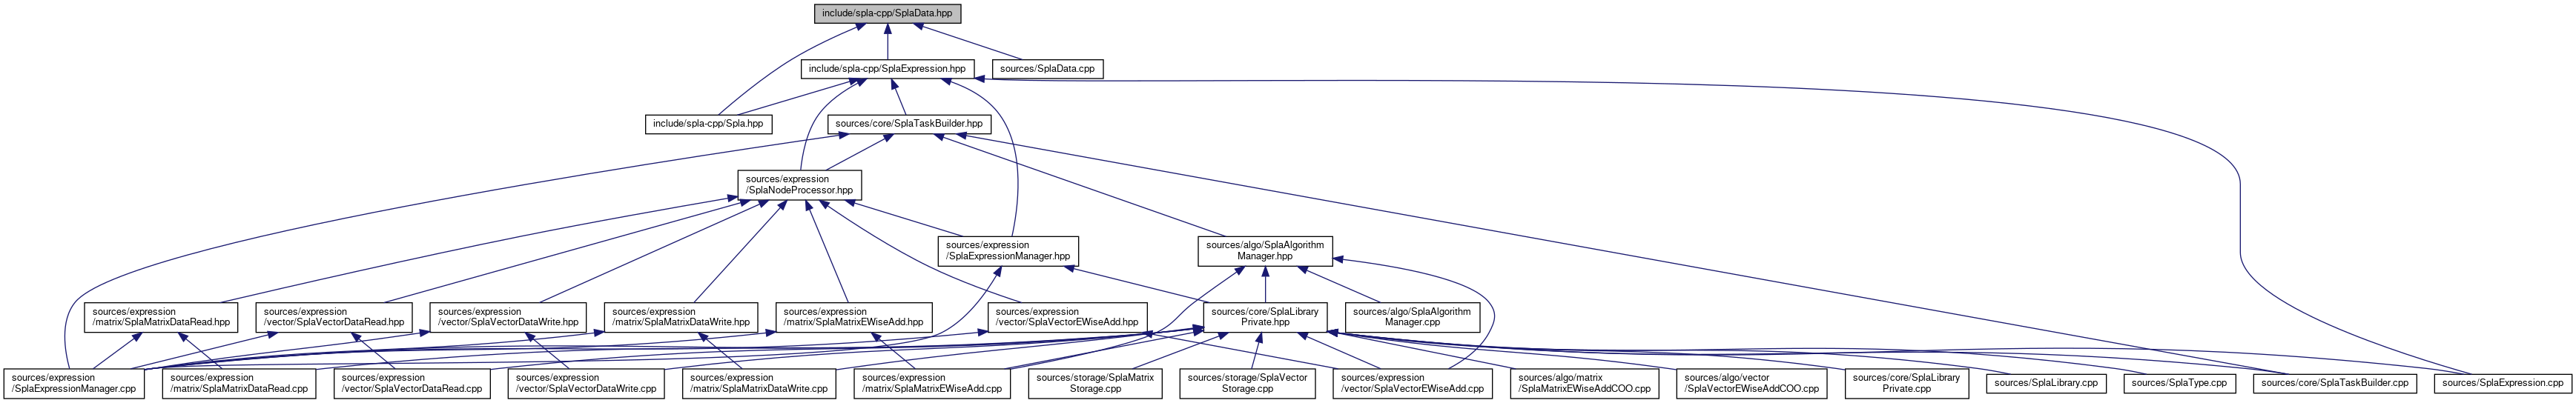 include/spla-cpp/SplaData.hpp
include/spla-cpp/SplaExpression.hpp
sources/SplaData.cpp
include/spla-cpp/Spla.hpp
sources/core/SplaTaskBuilder.hpp
sources/expression
/SplaNodeProcessor.hpp
sources/expression
/SplaExpressionManager.hpp
sources/algo/SplaAlgorithm
Manager.hpp
sources/expression
/matrix/SplaMatrixDataRead.hpp
sources/expression
/vector/SplaVectorDataRead.hpp
sources/expression
/vector/SplaVectorDataWrite.hpp
sources/expression
/matrix/SplaMatrixDataWrite.hpp
sources/expression
/matrix/SplaMatrixEWiseAdd.hpp
sources/expression
/vector/SplaVectorEWiseAdd.hpp
sources/core/SplaLibrary
Private.hpp
sources/algo/SplaAlgorithm
Manager.cpp
sources/expression
/SplaExpressionManager.cpp
sources/expression
/matrix/SplaMatrixDataRead.cpp
sources/expression
/vector/SplaVectorDataRead.cpp
sources/expression
/vector/SplaVectorDataWrite.cpp
sources/expression
/matrix/SplaMatrixDataWrite.cpp
sources/expression
/matrix/SplaMatrixEWiseAdd.cpp
sources/storage/SplaMatrix
Storage.cpp
sources/storage/SplaVector
Storage.cpp
sources/expression
/vector/SplaVectorEWiseAdd.cpp
sources/algo/matrix
/SplaMatrixEWiseAddCOO.cpp
sources/algo/vector
/SplaVectorEWiseAddCOO.cpp
sources/core/SplaLibrary
Private.cpp
sources/SplaLibrary.cpp
sources/SplaType.cpp
sources/core/SplaTaskBuilder.cpp
sources/SplaExpression.cpp